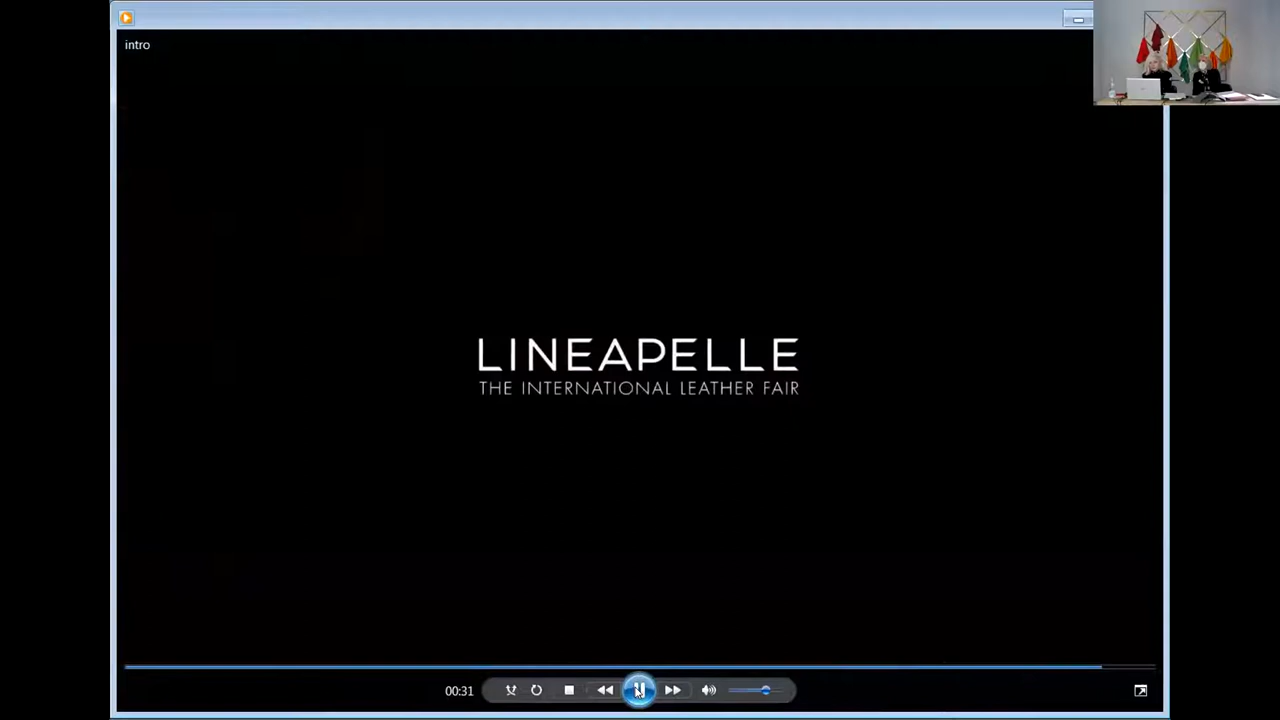 intro
LINEAPELLE
THE INTERNATIONAL LEATHER FAIR
00:31